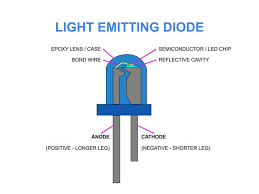 LIGHT EMITTING DIODE
EPOXY LENS / CASE
SEMICONDUCTOR / LED CHIP
BOND WIRE
REFLECTIVE CAVITY
ANODE
CATHODE
(POSITIVE - LONGER LEG)
(NEGATIVE - SHORTER LEG)